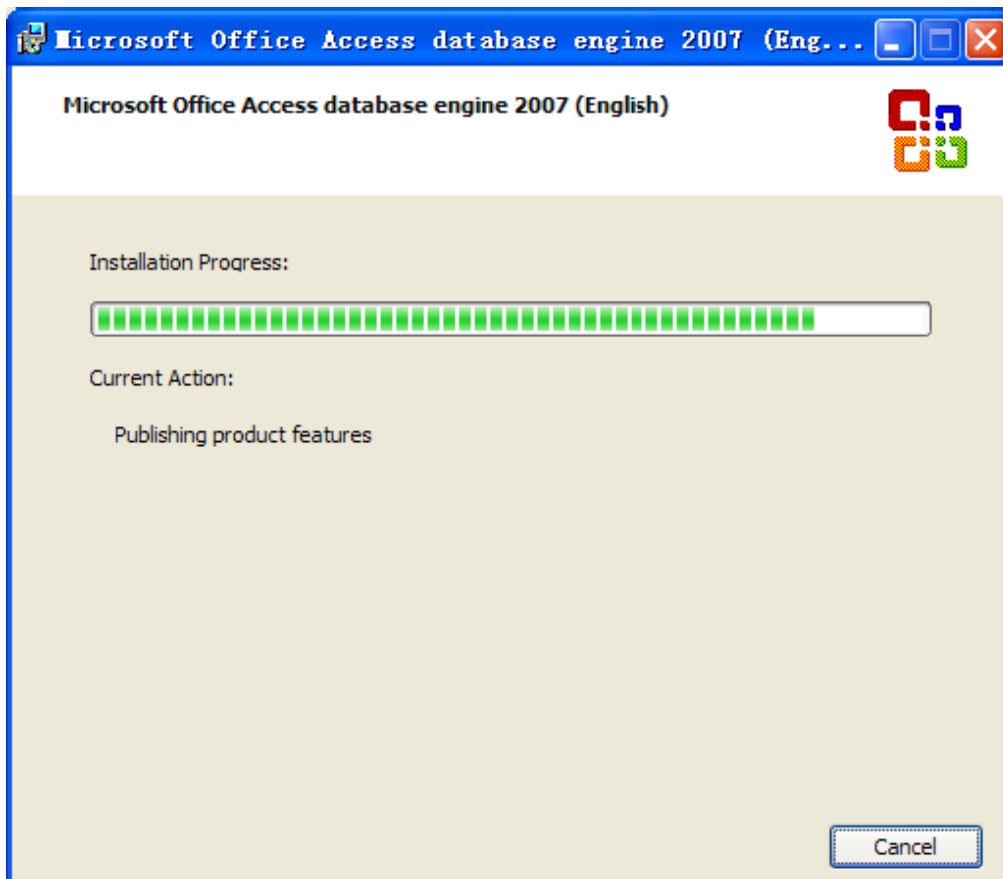 Microsoft Office Access database engine 2007 (Eng...
Microsoft Office Access database engine 2007 (English)
Installation Progress:
Current Action:
Publishing product features
Cancel